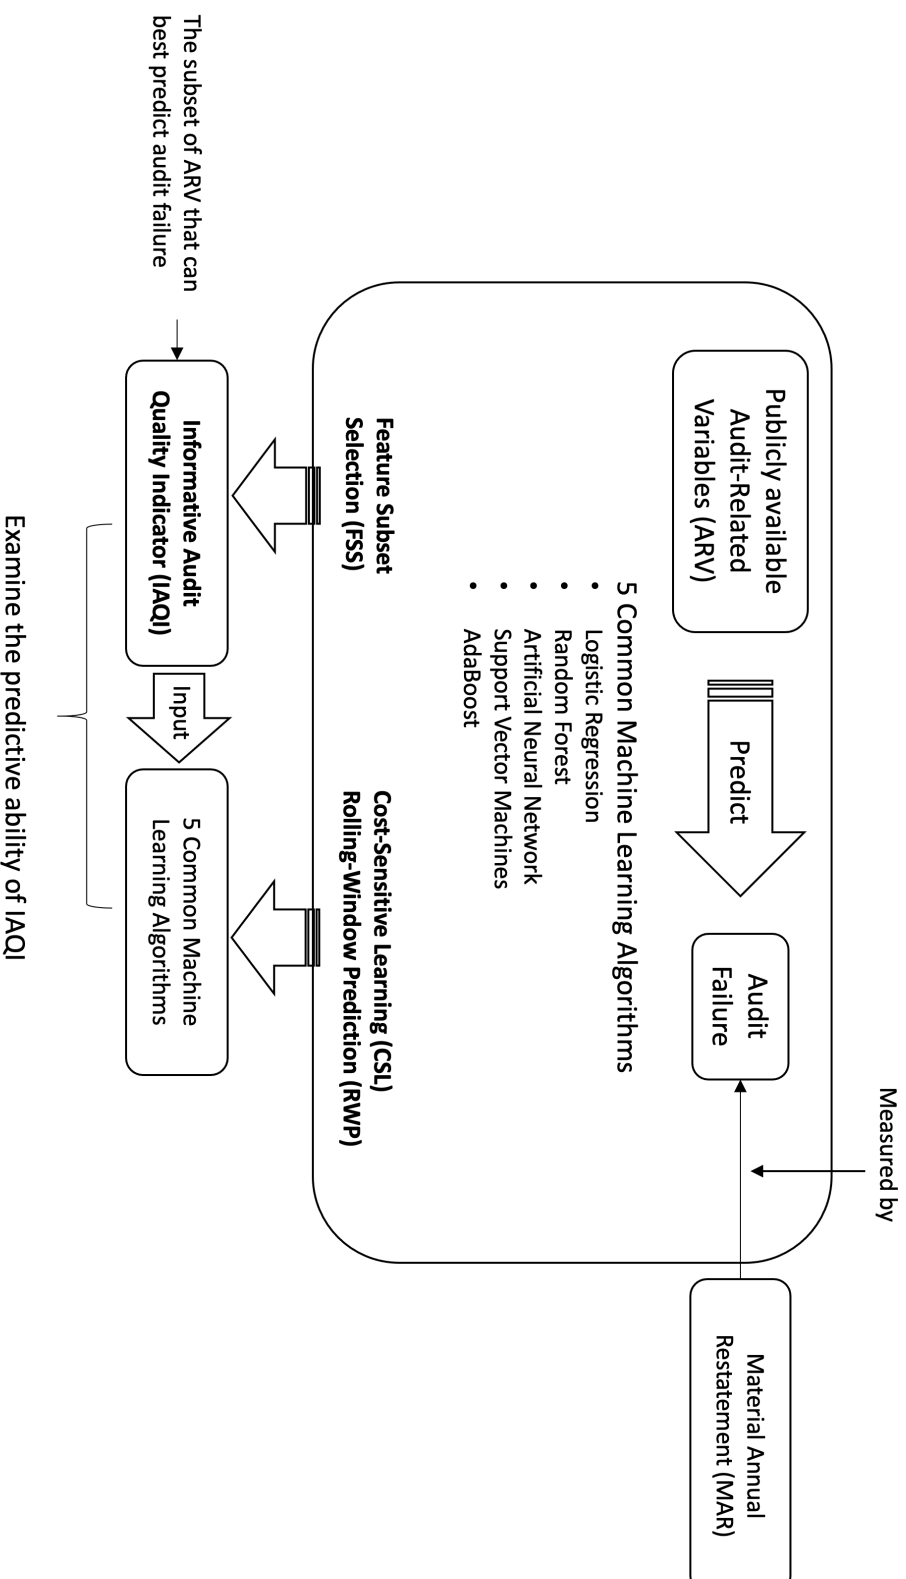 Measured by
Publicly available
Audit-Related
Variables (ARV)
Predict
Audit
Failure
Material Annual
Restatement (MAR)
5 Common Machine Learning Algorithms
• Logistic Regression
• Random Forest
• Artificial Neural Network
• Support Vector Machines
• AdaBoost
Feature Subset
Selection (FSS)
Cost-Sensitive Learning (CSL)
Rolling-Window Prediction (RWP)
The subset of ARV that can
best predict audit failure
Informative Audit
Quality Indicator (IAQI)
Input
5 Common Machine
Learning Algorithms
Examine the predictive ability of IAQI